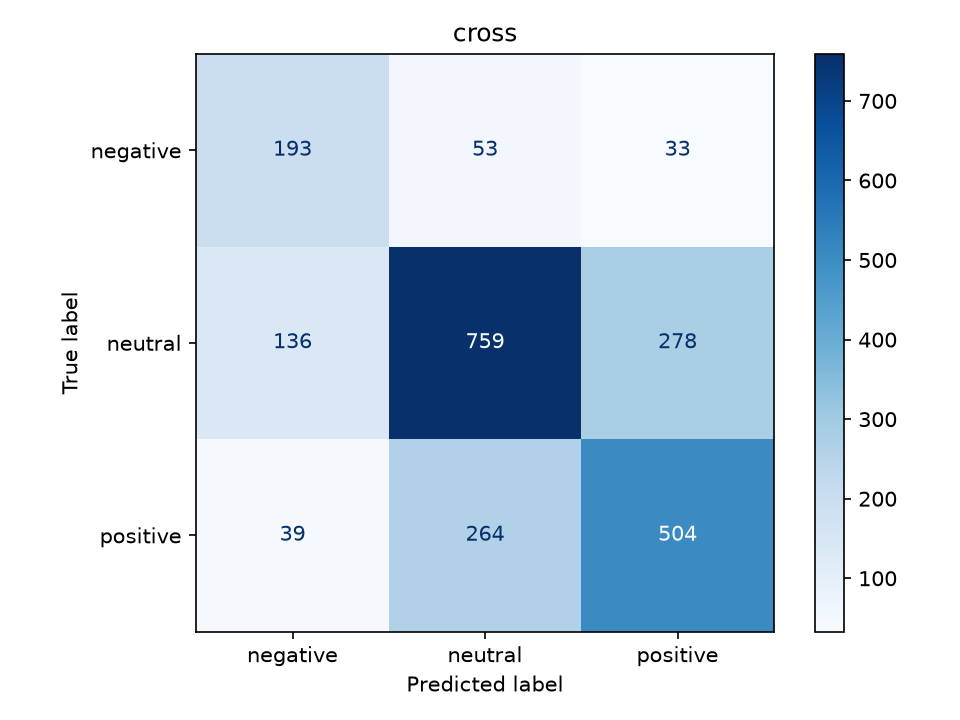 cross
negative 193 53 33
neutral 136 759 278
positive 39 264 504
negative neutral positive
Predicted label
True label
700
600
500
400
300
200
100